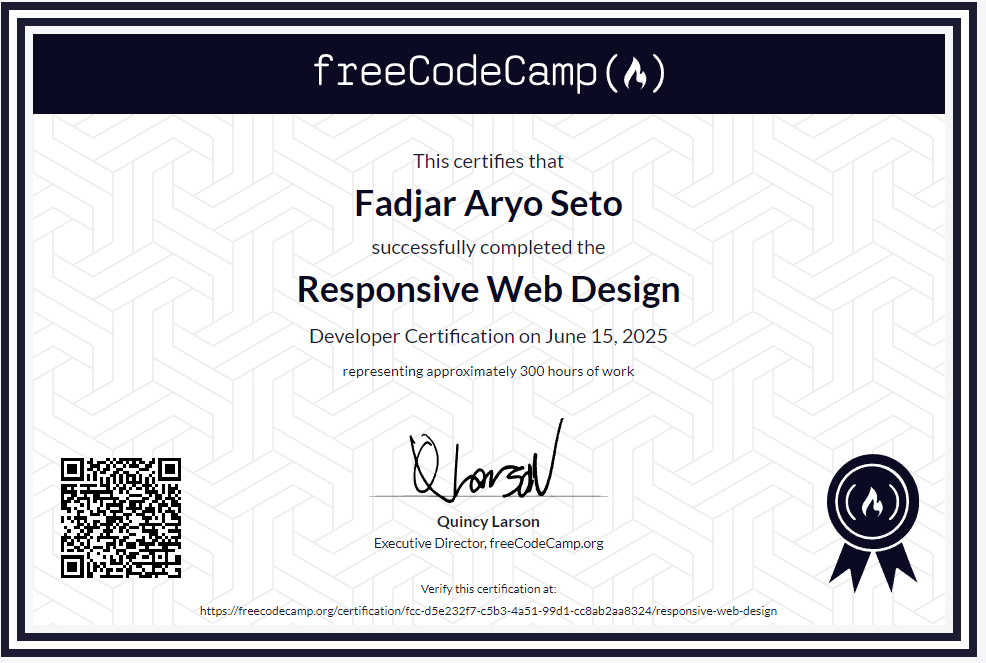 freeCodeCamp
This certifies that
Fadjar Aryo Seto
successfully completed the
Responsive Web Design
Developer Certification on June 15, 2025
representing approximately 300 hours of work
QLarson
Quincy Larson
Executive Director, freeCodeCamp.org
Verify this certification at:
https://freecodecamp.org/certification/fcc-d5e232f7-c5b3-4a51-99d1-cc8ab2aa8324/responsive-web-design